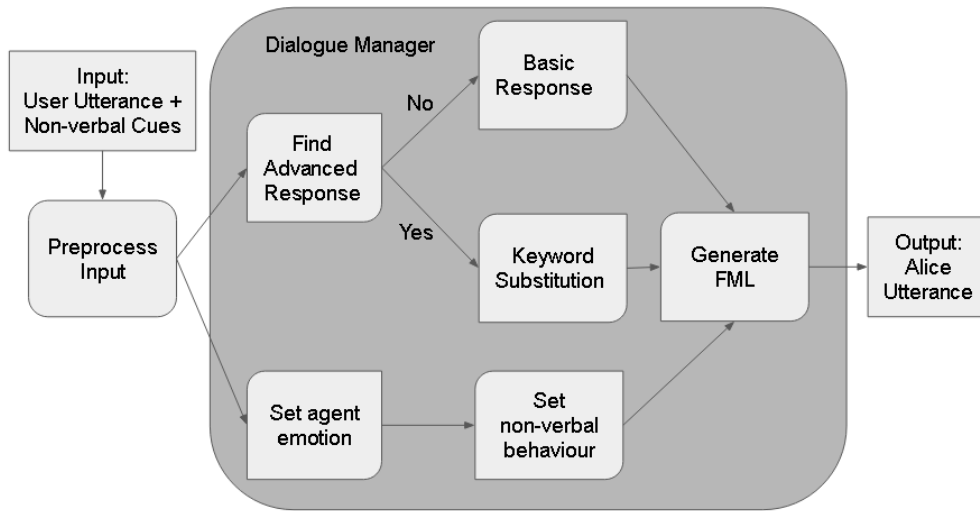 Dialogue Manager
Input:
User Utterance +
Non-verbal Cues
Preprocess
Input
Find
Advanced
Response
No
Yes
Basic
Response
Keyword
Substitution
Generate
FML
Output:
Alice
Utterance
Set agent
emotion
Set
non-verbal
behaviour